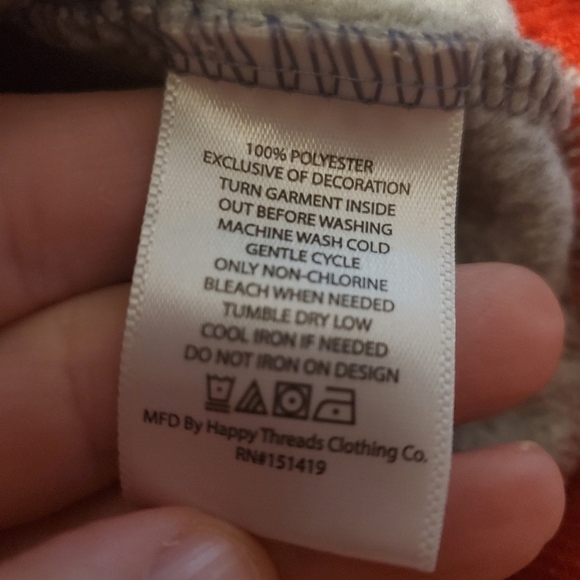 100% POLYESTER
EXCLUSIVE OF DECORATION
TURN GARMENT INSIDE
OUT BEFORE WASHING
MACHINE WASH COLD
GENTLE CYCLE
ONLY NON-CHLORINE
BLEACH WHEN NEEDED
TUMBLE DRY LOW
COOL IRON IF NEEDED
DO NOT IRON ON DESIGN
MFD By Happy Threads Clothing Co.
RN#151419